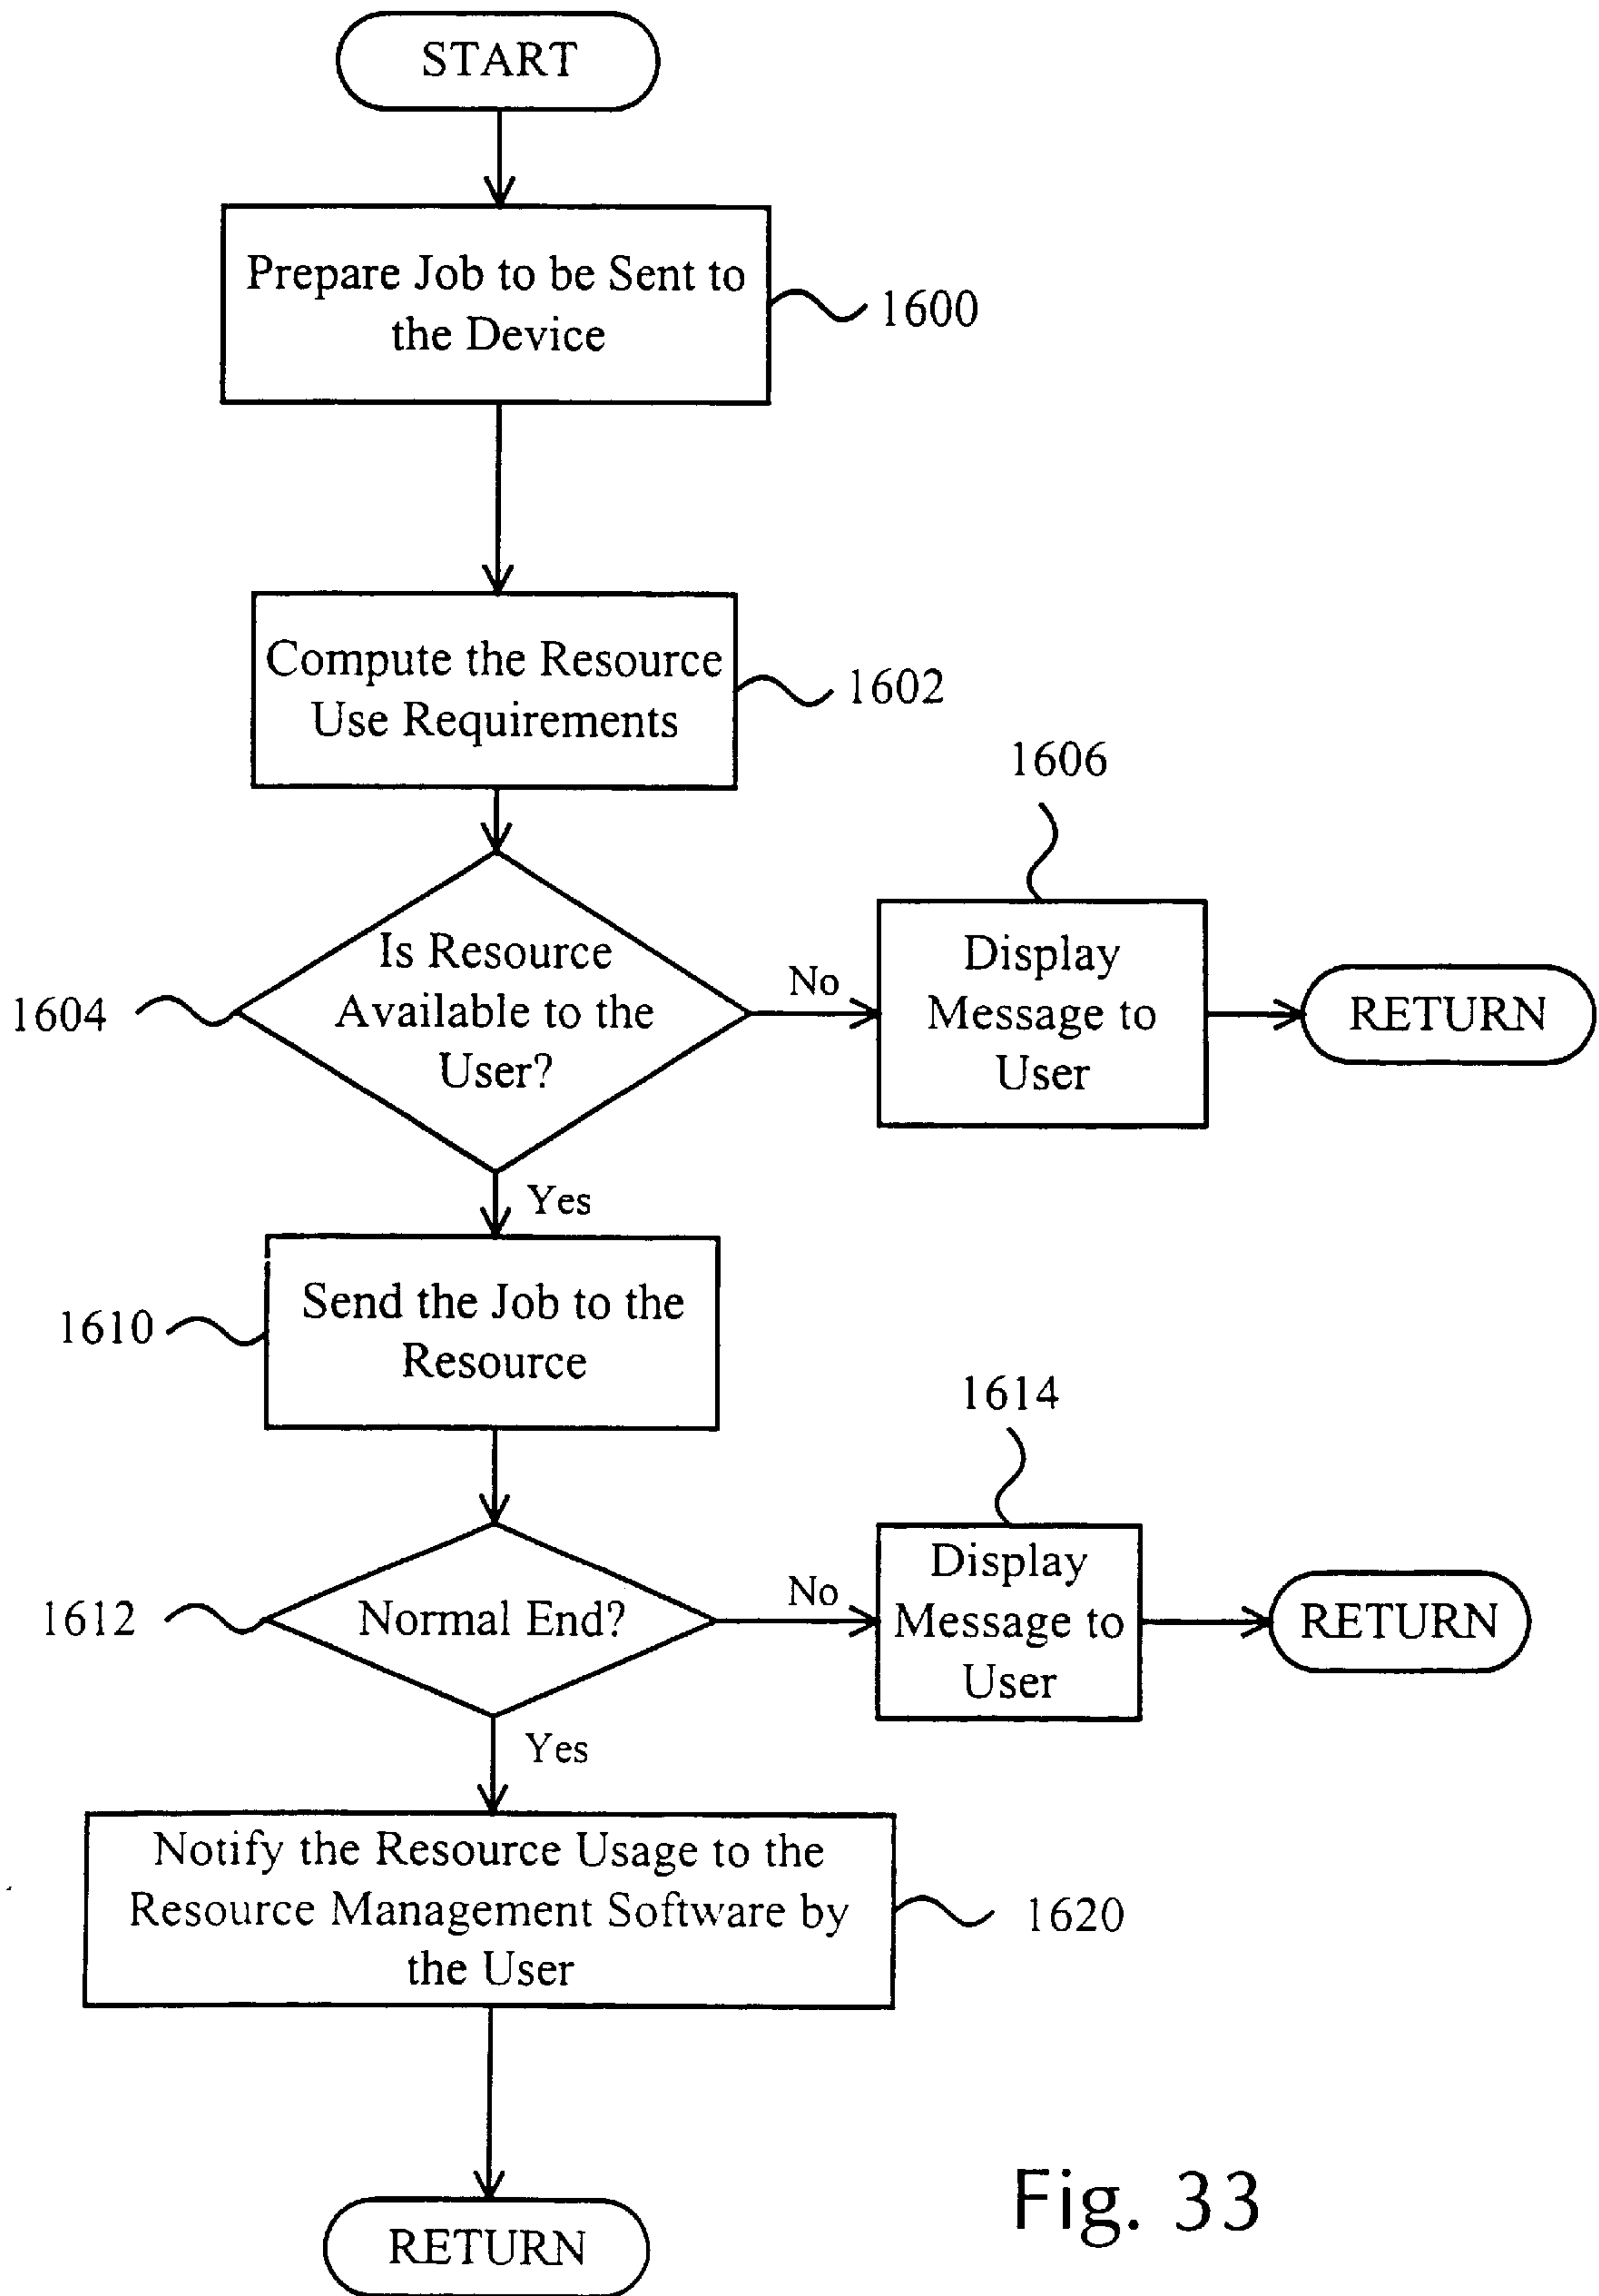 START
Prepare Job to be Sent to
the Device
1600
Compute the Resource
Use Requirements
1602
1606
Is Resource
Available to the
User?
1604
No
Display
Message to
User
RETURN
Yes
Send the Job to the
Resource
1610
1614
Normal End?
1612
No
Display
Message to
User
RETURN
Yes
Notify the Resource Usage to the
Resource Management Software by
the User
1620
RETURN
Fig. 33